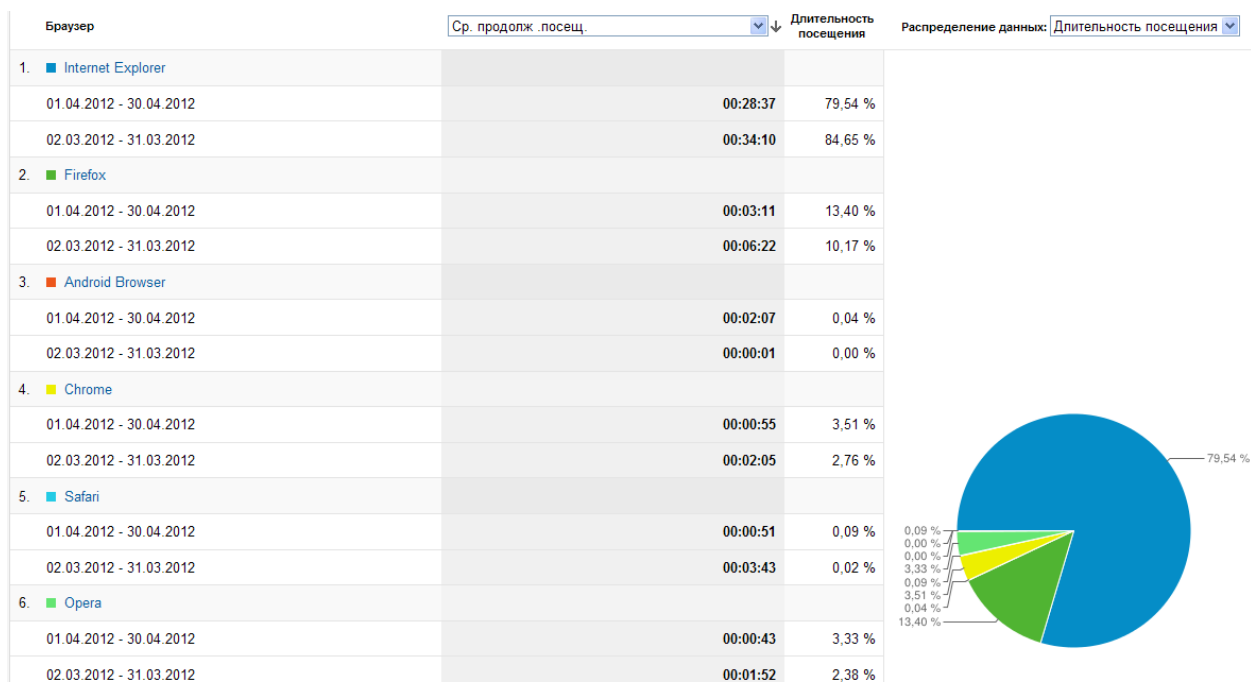 Браузер Ср. продолж .посещ. Длительность посещения Распределение данных: Длительность посещения
1. Internet Explorer
01.04.2012 - 30.04.2012 00:28:37 79,54 %
02.03.2012 - 31.03.2012 00:34:10 84,65 %
2. Firefox
01.04.2012 - 30.04.2012 00:03:11 13,40 %
02.03.2012 - 31.03.2012 00:06:22 10,17 %
3. Android Browser
01.04.2012 - 30.04.2012 00:02:07 0,04 %
02.03.2012 - 31.03.2012 00:00:01 0,00 %
4. Chrome
01.04.2012 - 30.04.2012 00:00:55 3,51 %
02.03.2012 - 31.03.2012 00:02:05 2,76 %
5. Safari
01.04.2012 - 30.04.2012 00:00:51 0,09 %
02.03.2012 - 31.03.2012 00:03:43 0,02 %
6. Opera
01.04.2012 - 30.04.2012 00:00:43 3,33 %
02.03.2012 - 31.03.2012 00:01:52 2,38 %
79,54 %
0,09 %
0,00 %
0,00 %
3,33 %
0,09 %
3,51 %
0,04 %
13,40 %